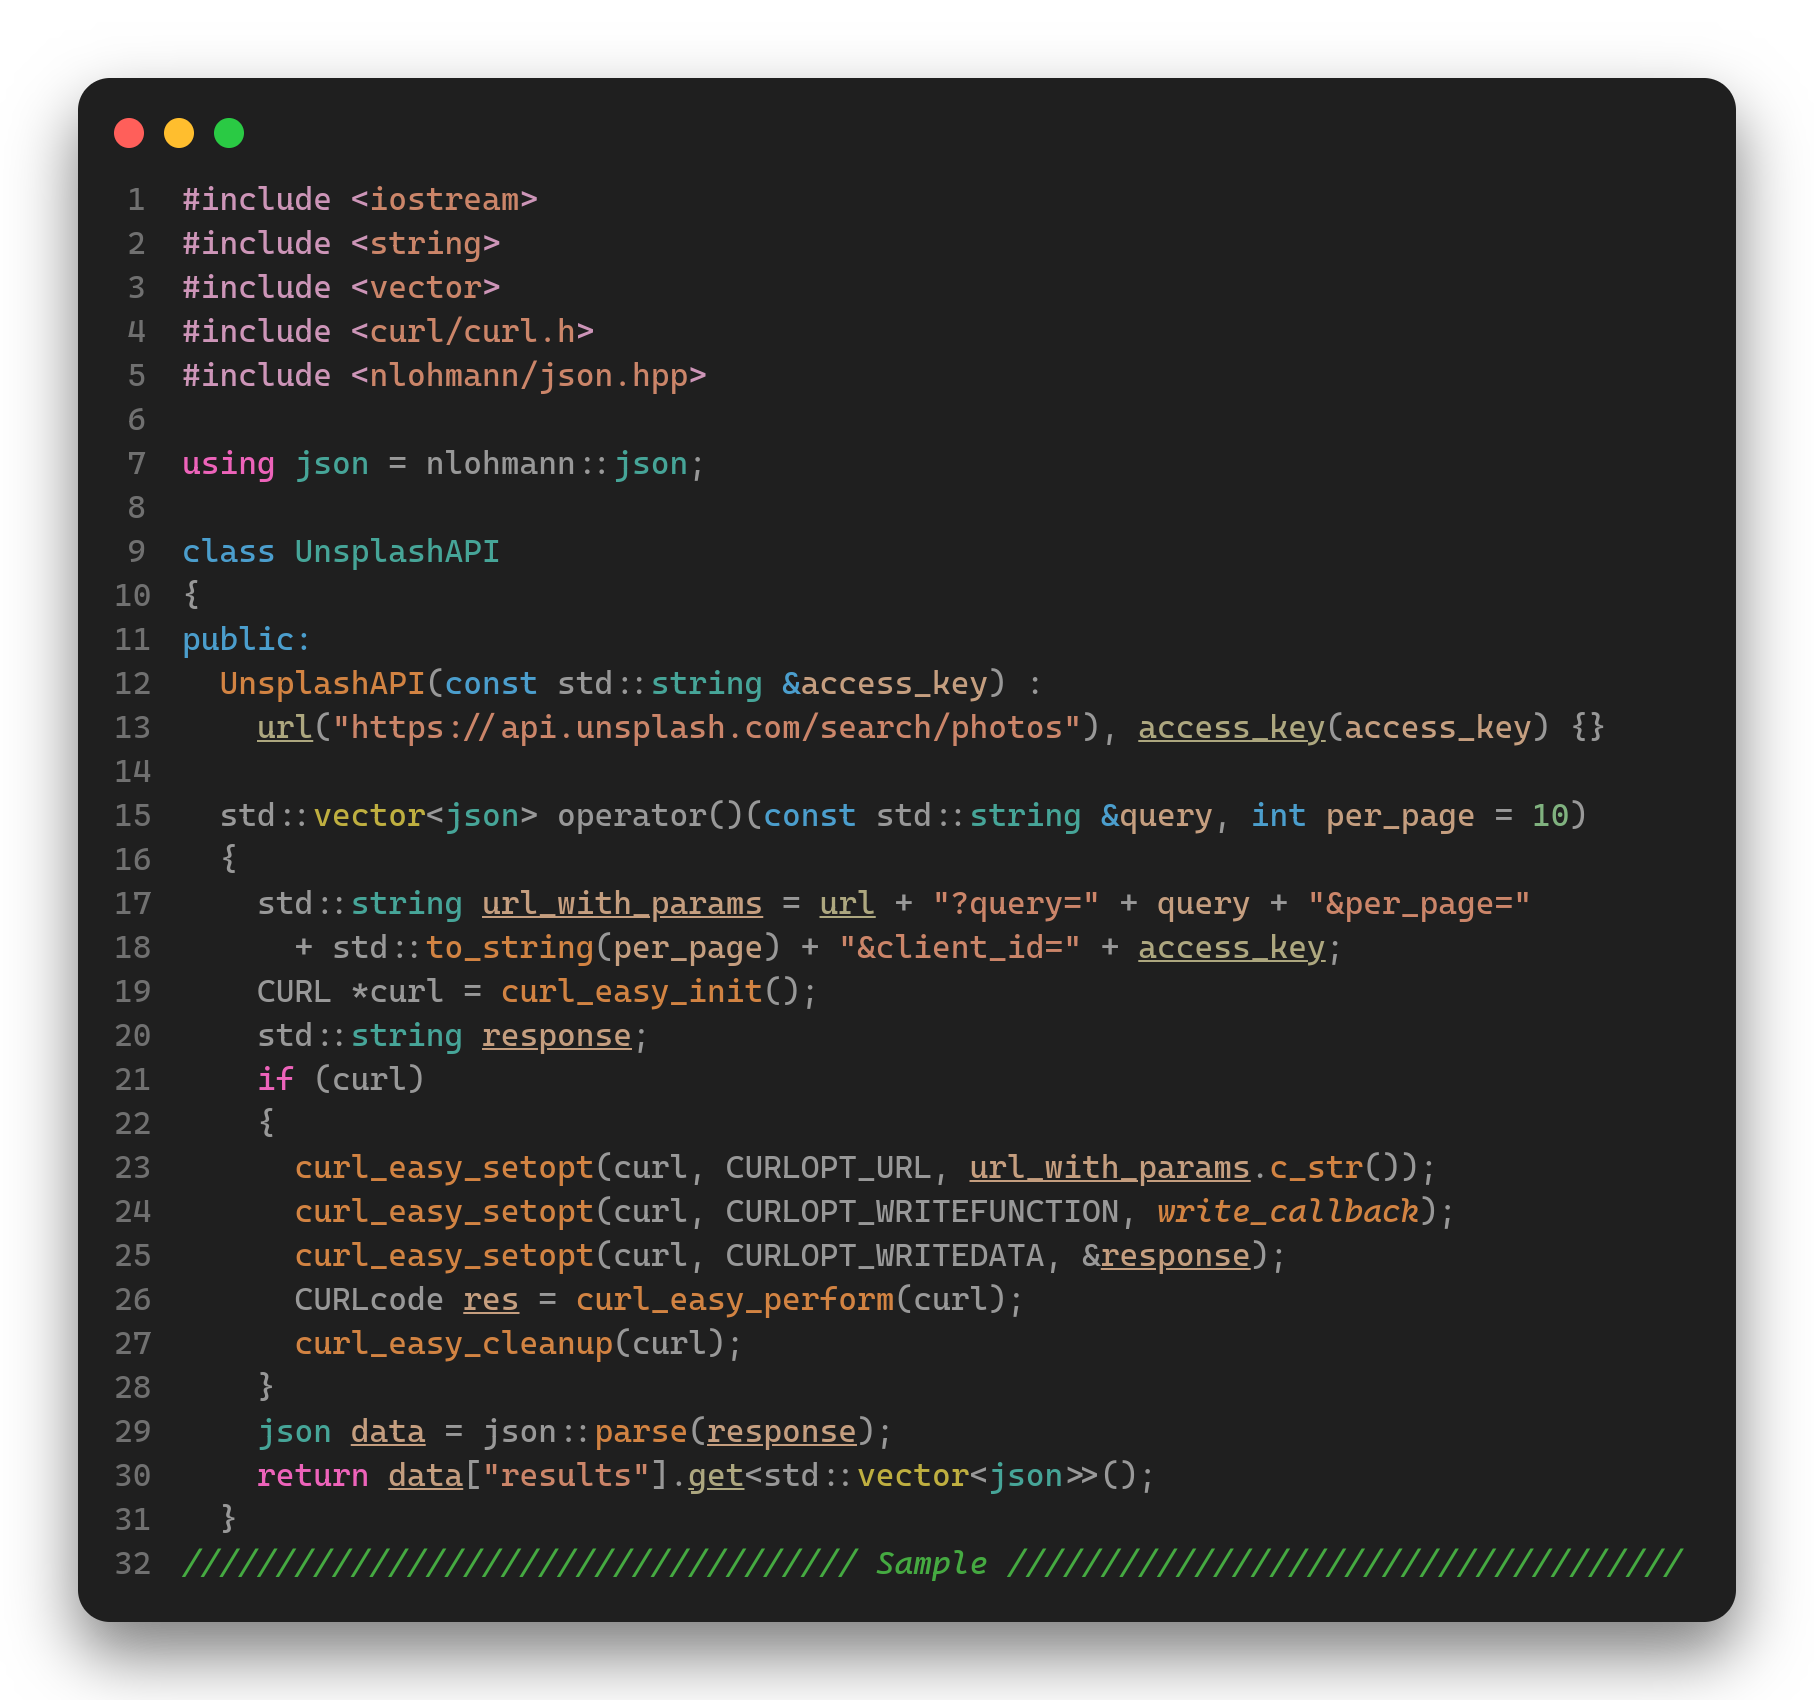 1 #include <iostream>
2 #include <string>
3 #include <vector>
4 #include <curl/curl.h>
5 #include <nlohmann/json.hpp>
6
7 using json = nlohmann::json;
8
9 class UnsplashAPI
10 {
11 public:
12   UnsplashAPI(const std::string &access_key) :
13     url("https://api.unsplash.com/search/photos"), access_key(access_key) {}
14
15   std::vector<json> operator()(const std::string &query, int per_page = 10)
16   {
17     std::string url_with_params = url + "?query=" + query + "&per_page="
18       + std::to_string(per_page) + "&client_id=" + access_key;
19     CURL *curl = curl_easy_init();
20     std::string response;
21     if (curl)
22     {
23       curl_easy_setopt(curl, CURLOPT_URL, url_with_params.c_str());
24       curl_easy_setopt(curl, CURLOPT_WRITEFUNCTION, write_callback);
25       curl_easy_setopt(curl, CURLOPT_WRITEDATA, &response);
26       CURLcode res = curl_easy_perform(curl);
27       curl_easy_cleanup(curl);
28     }
29     json data = json::parse(response);
30     return data["results"].get<std::vector<json>>();
31   }
32 //////////////////////////////////// Sample ////////////////////////////////////